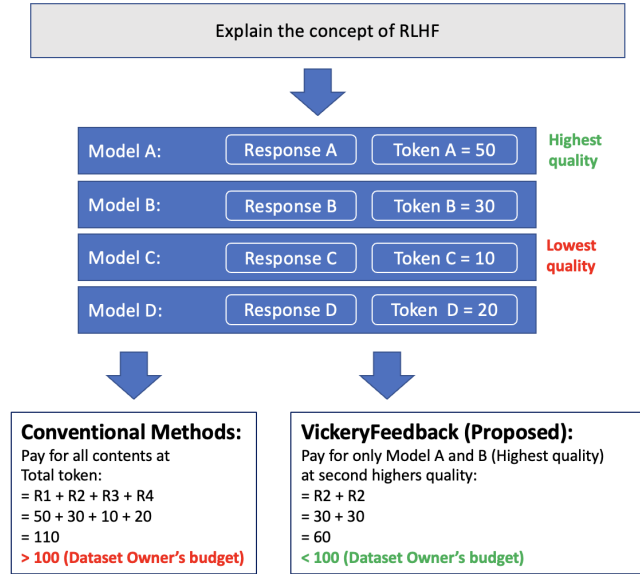 Explain the concept of RLHF
Model A: Response A Token A = 50
Highest
quality
Model B: Response B Token B = 30
Model C: Response C Token C = 10
Lowest
quality
Model D: Response D Token D = 20
Conventional Methods:
Pay for all contents at
Total token:
= R1 + R2 + R3 + R4
= 50 + 30 + 10 + 20
= 110
> 100 (Dataset Owner’s budget)
VickeryFeedback (Proposed):
Pay for only Model A and B (Highest quality)
at second highers quality:
= R2 + R2
= 30 + 30
= 60
< 100 (Dataset Owner’s budget)